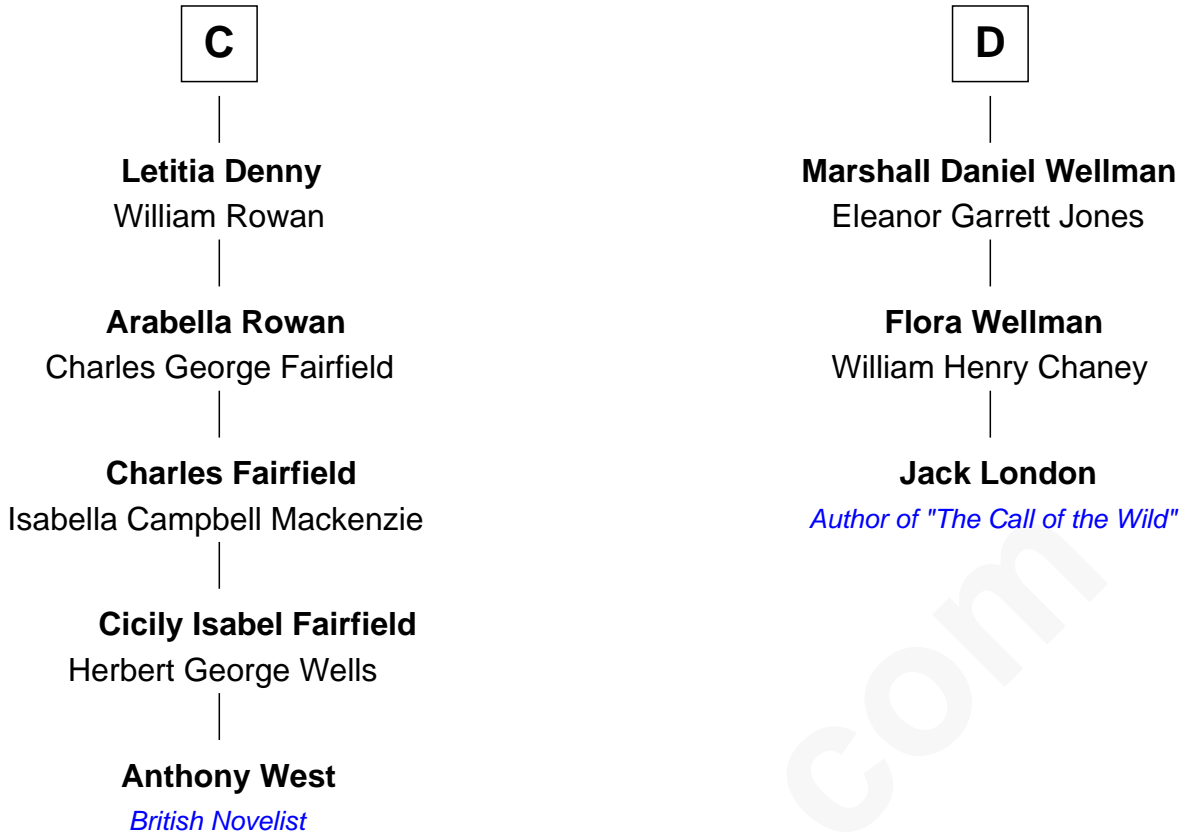 C
Letitia Denny
William Rowan
Arabella Rowan
Charles George Fairfield
Charles Fairfield
Isabella Campbell Mackenzie
Cicily Isabel Fairfield
Herbert George Wells
Anthony West
British Novelist
D
Marshall Daniel Wellman
Eleanor Garrett Jones
Flora Wellman
William Henry Chaney
Jack London
Author of "The Call of the Wild"
com